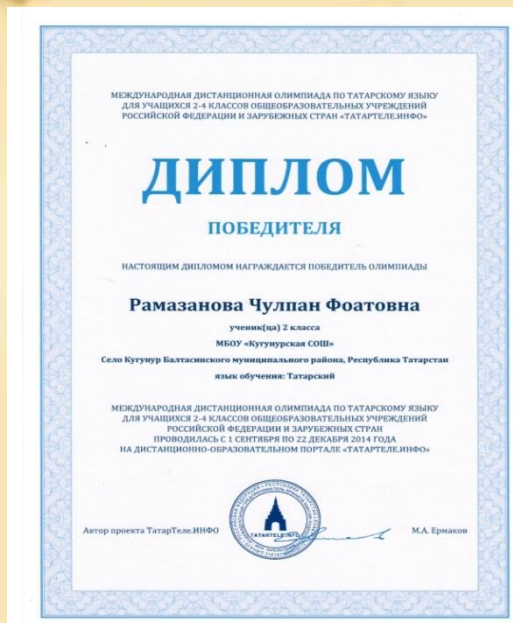 МЕЖДУНАРОДНАЯ ДИСТАНЦИОННАЯ ОЛИМПИАДА ПО ТАТАРСКОМУ ЯЗЫКУ
ДЛЯ УЧАЩИХСЯ 2-4 КЛАССОВ ОБЩЕОБРАЗОВАТЕЛЬНЫХ УЧРЕЖДЕНИЙ
РОССИЙСКОЙ ФЕДЕРАЦИИ И ЗАРУБЕЖНЫХ СТРАН «ТАТАРТЕЛЕ.ИНФО»
ДИПЛОМ
ПОБЕДИТЕЛЯ
НАСТОЯЩИМ ДИПЛОМОМ НАГРАЖДАЕТСЯ ПОБЕДИТЕЛЬ ОЛИМПИАДЫ
Рамазанова Чулпан Фоатовна
ученик(ца) 2 класса
МБОУ «Кугунурская СОШ»
Село Кугунур Балтасинского муниципального района, Республика Татарстан
язык обучения: Татарский
МЕЖДУНАРОДНАЯ ДИСТАНЦИОННАЯ ОЛИМПИАДА ПО ТАТАРСКОМУ ЯЗЫКУ
ДЛЯ УЧАЩИХСЯ 2-4 КЛАССОВ ОБЩЕОБРАЗОВАТЕЛЬНЫХ УЧРЕЖДЕНИЙ
РОССИЙСКОЙ ФЕДЕРАЦИИ И ЗАРУБЕЖНЫХ СТРАН
ПРОВОДИЛАСЬ С 1 СЕНТЯБРЯ ПО 22 ДЕКАБРЯ 2014 ГОДА
НА ДИСТАНЦИОННО-ОБРАЗОВАТЕЛЬНОМ ПОРТАЛЕ «ТАТАРТЕЛЕ.ИНФО»
Автор проекта ТатарТеле.ИНФО
TATARTELE.INFO
М.А. Ермаков